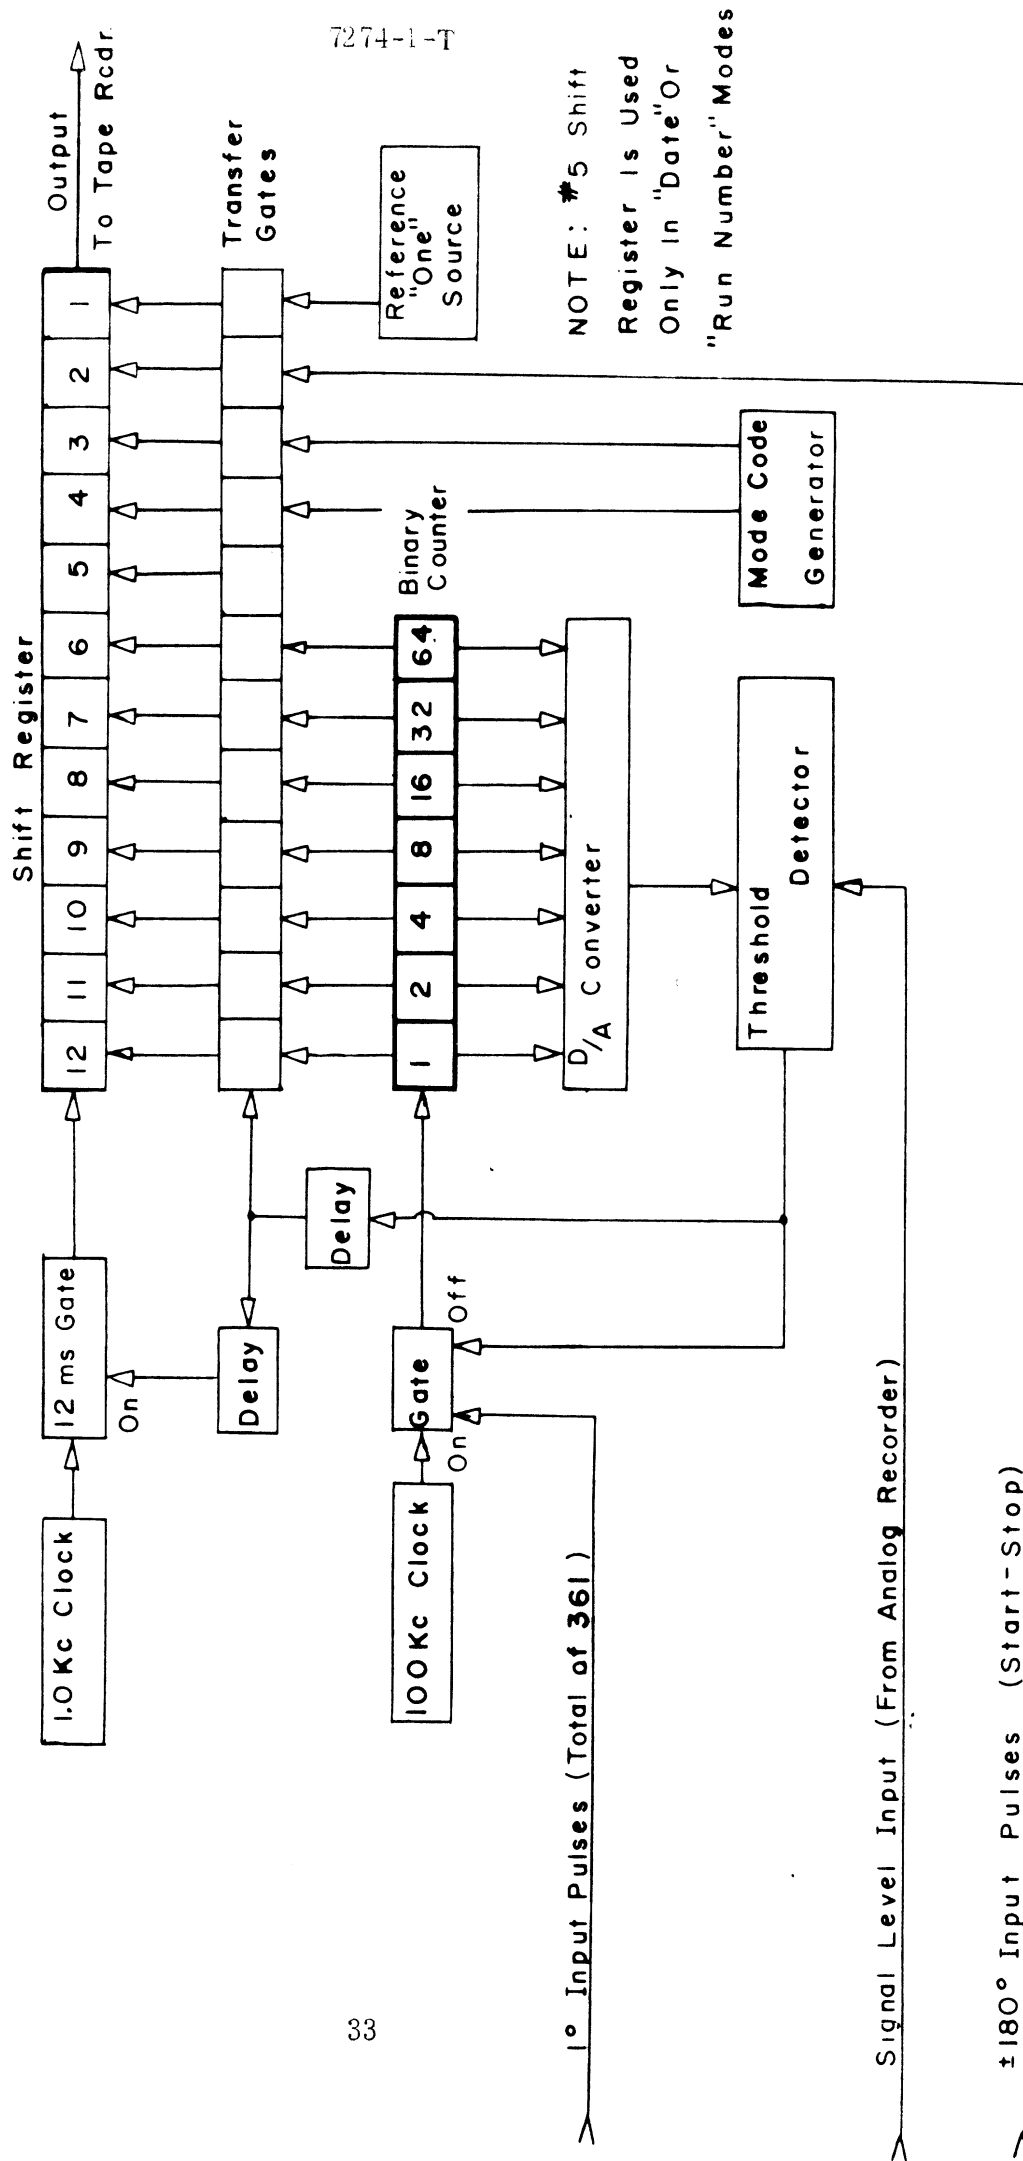 7274-1-T
Shift Register
12 11 10 9 8 7 6 5 4 3 2 1
Output
To Tape Rcdr.
1.0 Kc Clock
12 ms Gate
On
Delay
Delay
Transfer
Gates
Reference
"One"
Source
100 Kc Clock
Gate
On
Off
1 2 4 8 16 32 64
Binary
Counter
D/A Converter
NOTE: #5 Shift
Register Is Used
Only In "Date" Or
"Run Number" Modes
Mode Code
Generator
Threshold
Detector
1° Input Pulses (Total of 361)
Signal Level Input (From Analog Recorder)
±180° Input Pulses (Start-Stop)
33